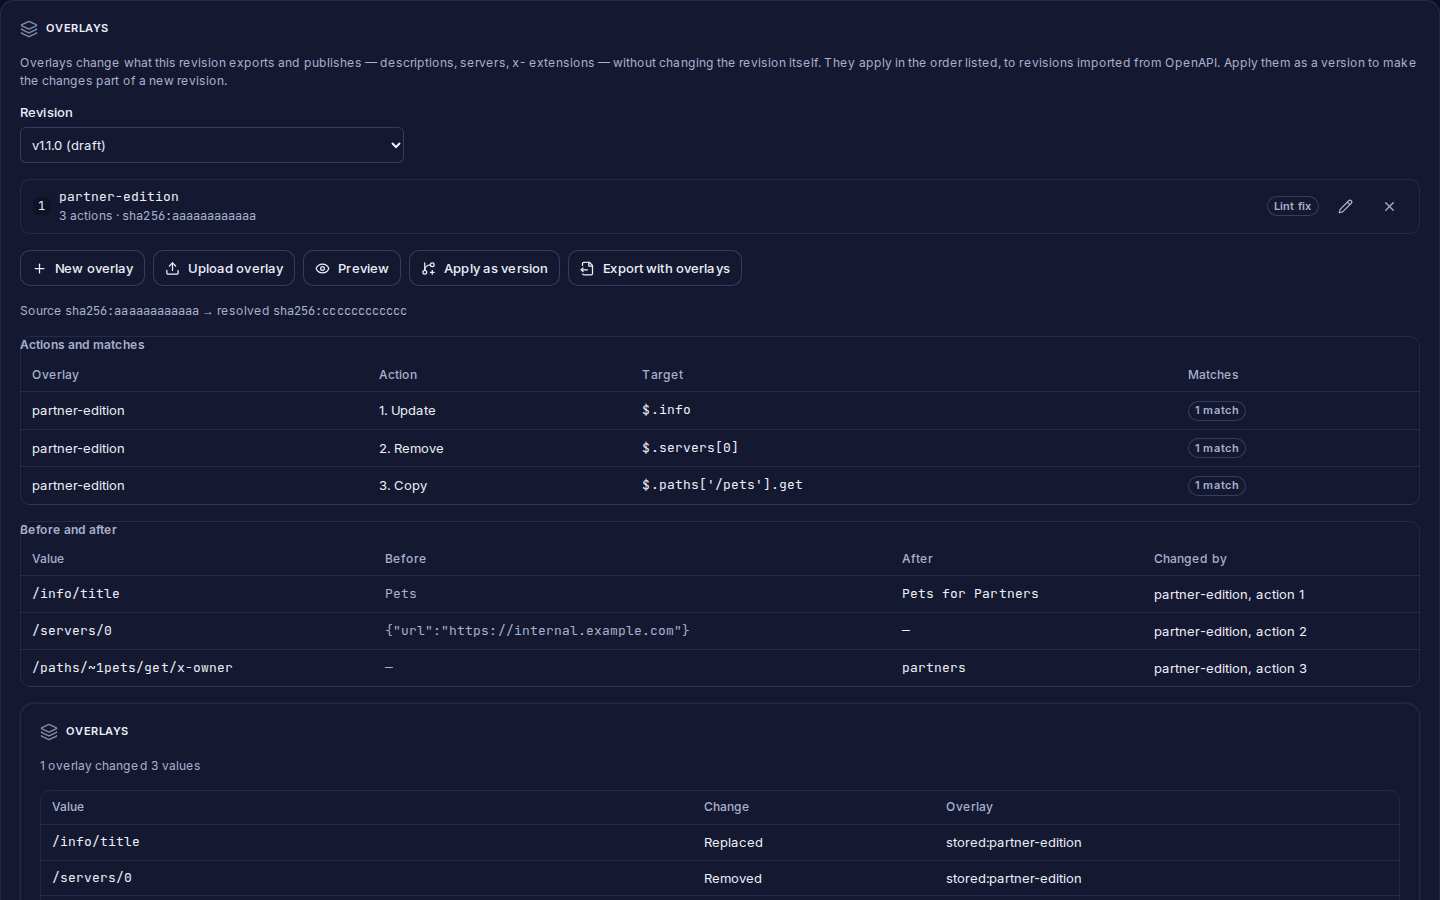 OVERLAYS
Overlays change what this revision exports and publishes — descriptions, servers, x- extensions — without changing the revision itself. They apply in the order listed, to revisions imported from OpenAPI. Apply them as a version to make
the changes part of a new revision.
Revision
v1.1.0 (draft)
1 partner-edition Lint fix
3 actions · sha256:aaaaaaaaaaaa
New overlay Upload overlay Preview Apply as version Export with overlays
Source sha256:aaaaaaaaaaaa → resolved sha256:cccccccccccc
Actions and matches
Overlay Action Target Matches
partner-edition 1. Update $.info 1 match
partner-edition 2. Remove $.servers[0] 1 match
partner-edition 3. Copy $.paths['/pets'].get 1 match
Before and after
Value Before After Changed by
/info/title Pets Pets for Partners partner-edition, action 1
/servers/0 {"url":"https://internal.example.com"} — partner-edition, action 2
/paths/~1pets/get/x-owner — partners partner-edition, action 3
OVERLAYS
1 overlay changed 3 values
Value Change Overlay
/info/title Replaced stored:partner-edition
/servers/0 Removed stored:partner-edition